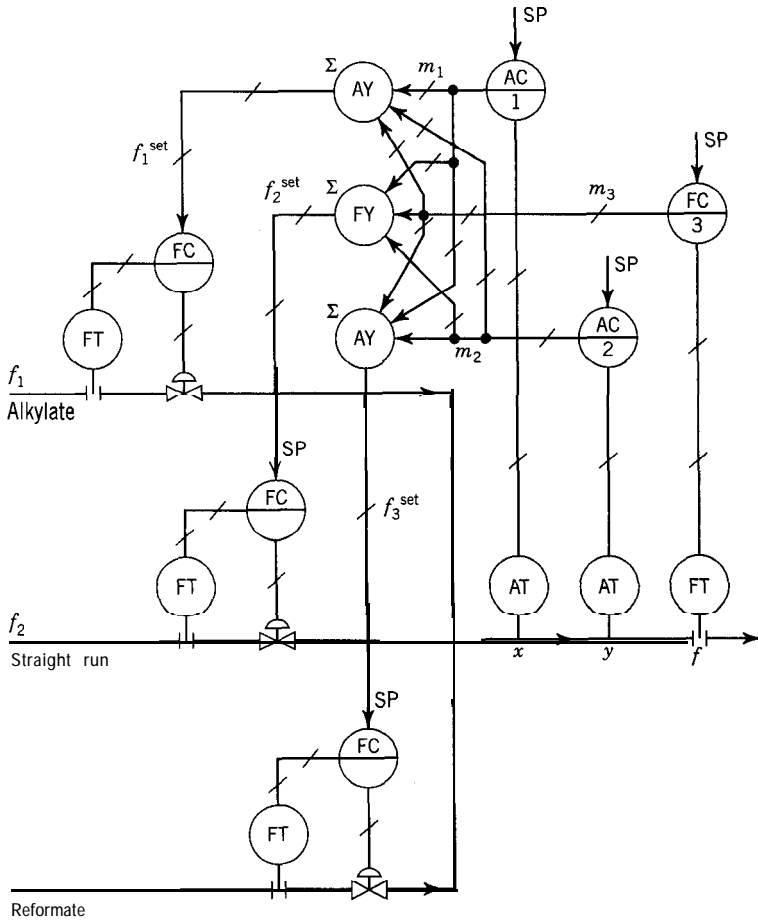 SP
Σ
AY
m₁
AC
1
SP
f₁ˢᵉᵗ
f₂ˢᵉᵗ
Σ
FY
m₃
FC
3
FC
SP
Σ
AY
m₂
AC
2
FT
f₁
Alkylate
SP
FC
f₃ˢᵉᵗ
FT
AT
AT
FT
f₂
Straight run
x
y
f
SP
FC
FT
Reformate